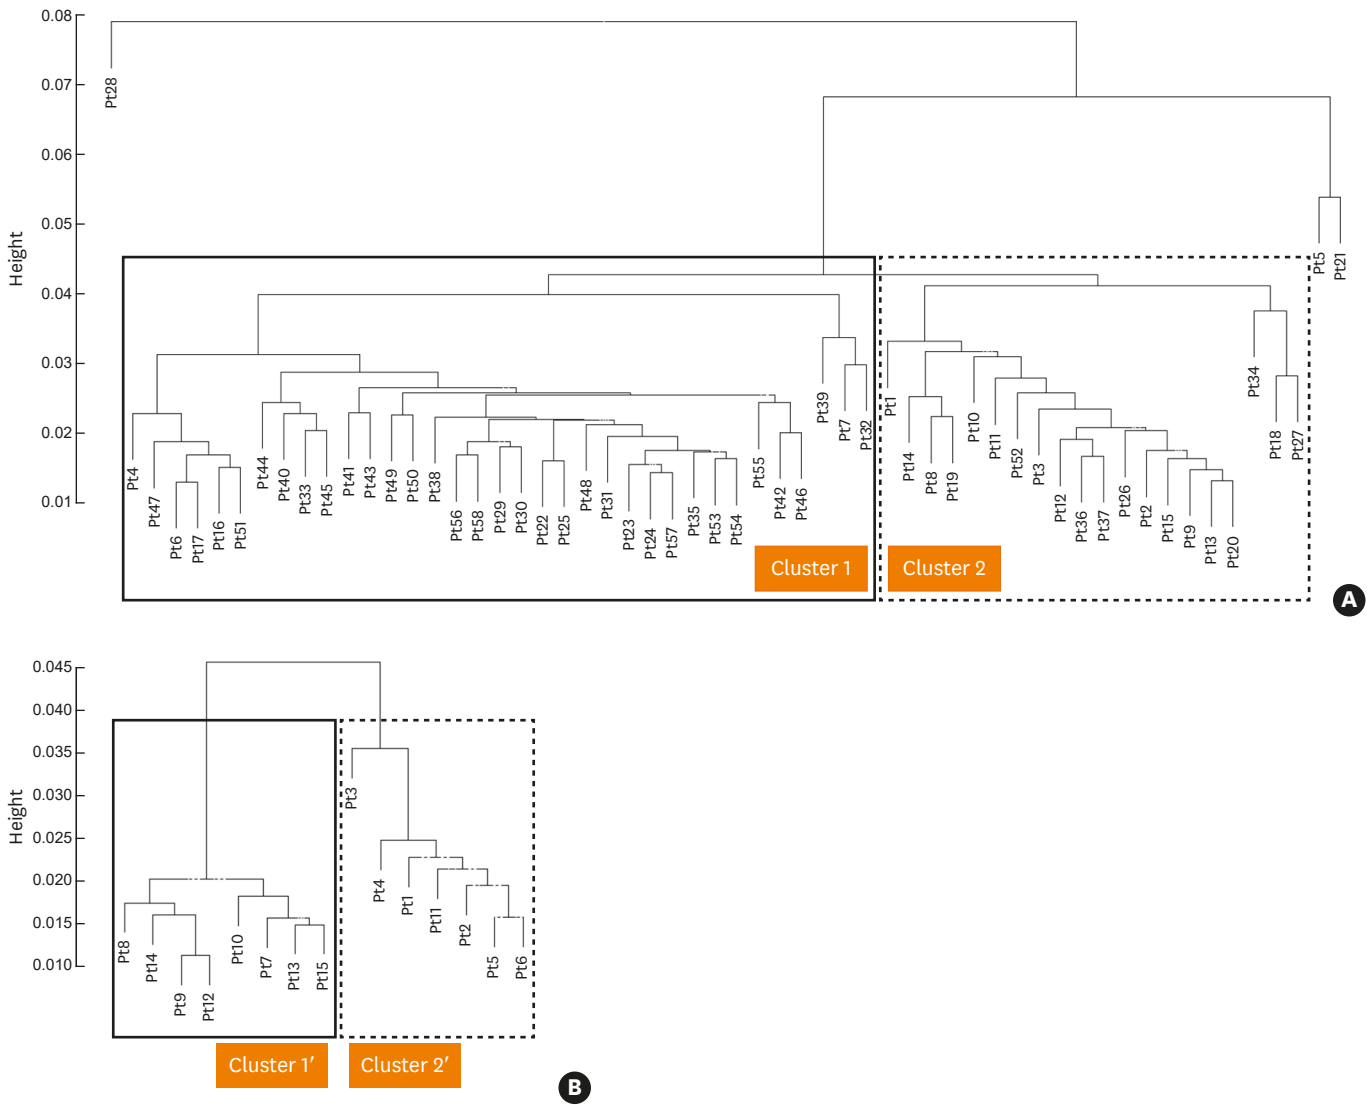 0.08
0.07
0.06
0.05
0.04
0.03
0.02
0.01
Height
Pt28
Pt5
Pt21
Pt4
Pt47
Pt6
Pt17
Pt16
Pt51
Pt44
Pt40
Pt33
Pt45
Pt41
Pt43
Pt49
Pt50
Pt38
Pt56
Pt58
Pt29
Pt30
Pt22
Pt25
Pt48
Pt31
Pt23
Pt24
Pt57
Pt35
Pt53
Pt54
Pt55
Pt42
Pt46
Pt39
Pt7
Pt32
Pt1
Pt14
Pt8
Pt19
Pt10
Pt11
Pt52
Pt3
Pt12
Pt36
Pt37
Pt26
Pt2
Pt15
Pt9
Pt13
Pt20
Pt34
Pt18
Pt27
Cluster 1
Cluster 2
A
0.045
0.040
0.035
0.030
0.025
0.020
0.015
0.010
Height
Pt8
Pt14
Pt9
Pt12
Pt10
Pt7
Pt13
Pt15
Pt3
Pt4
Pt1
Pt11
Pt2
Pt5
Pt6
Cluster 1′
Cluster 2′
B